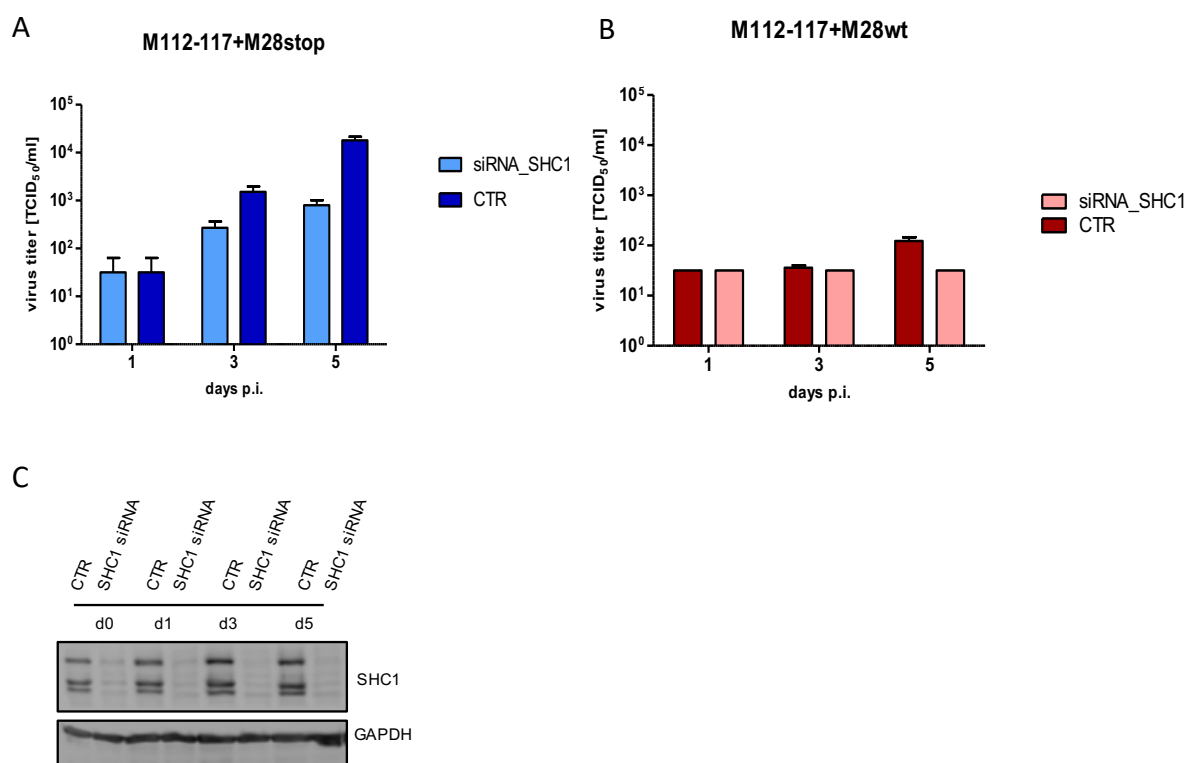 A
M112-117+M28stop
virus titer [TCID50/ml]
10^5
10^4
10^3
10^2
10^1
10^0
1 3 5
days p.i.
siRNA_SHC1
CTR
B
M112-117+M28wt
virus titer [TCID50/ml]
10^5
10^4
10^3
10^2
10^1
10^0
1 3 5
days p.i.
siRNA_SHC1
CTR
C
CTR SHC1 siRNA CTR SHC1 siRNA CTR SHC1 siRNA CTR SHC1 siRNA
d0 d1 d3 d5
SHC1
GAPDH